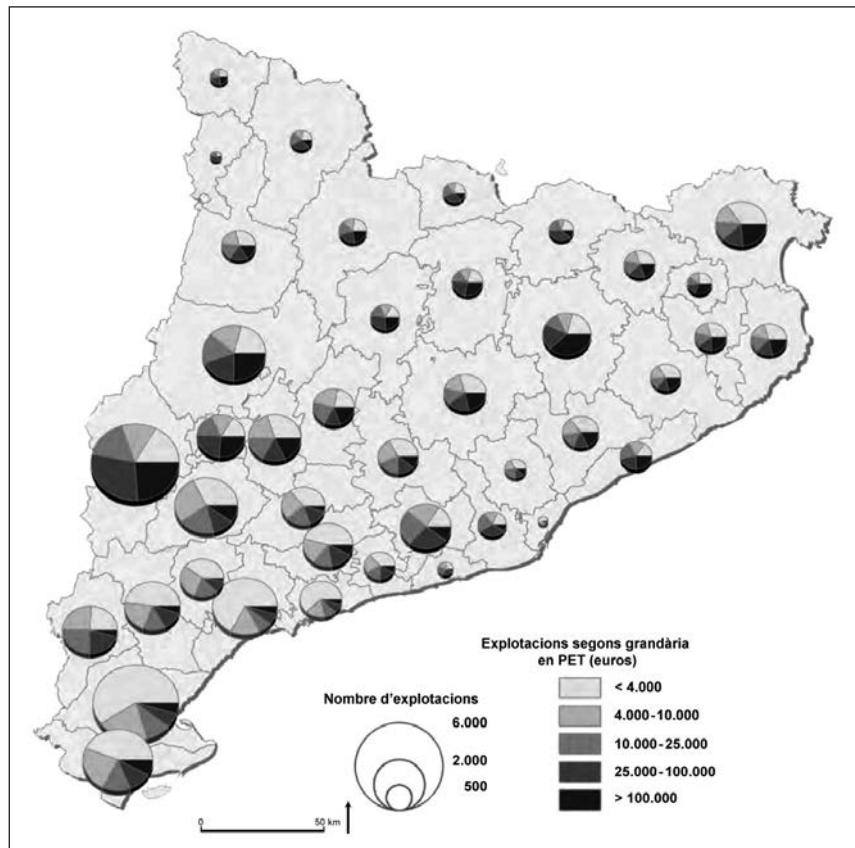 Explotacions segons grandària
en PET (euros)
< 4.000
4.000-10.000
10.000-25.000
25.000-100.000
> 100.000
Nombre d'explotacions
6.000
2.000
500
0
50 km